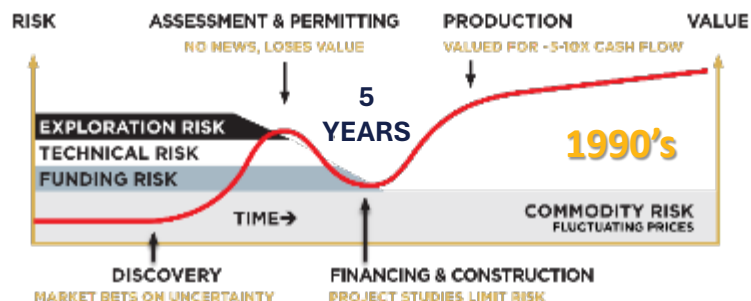 RISK
ASSESSMENT & PERMITTING
PRODUCTION
VALUE
NO NEWS, LOSES VALUE
VALUED FOR ~5-10X CASH FLOW
5
YEARS
EXPLORATION RISK
TECHNICAL RISK
FUNDING RISK
1990's
TIME→
COMMODITY RISK
FLUCTUATING PRICES
DISCOVERY
FINANCING & CONSTRUCTION
MARKET BETS ON UNCERTAINTY
PROJECT STUDIES LIMIT RISK